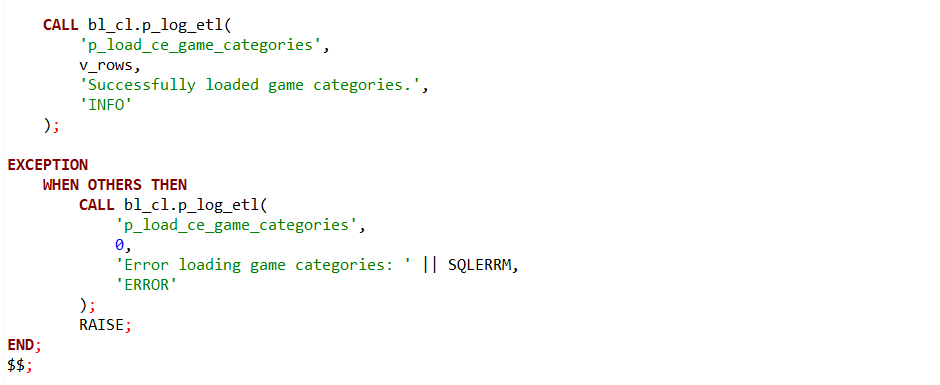 CALL bl_cl.p_log_etl(
'p_load_ce_game_categories',
v_rows,
'Successfully loaded game categories.',
'INFO'
);
EXCEPTION
WHEN OTHERS THEN
CALL bl_cl.p_log_etl(
'p_load_ce_game_categories',
0,
'Error loading game categories: ' || SQLERRM,
'ERROR'
);
RAISE;
END;
$$;